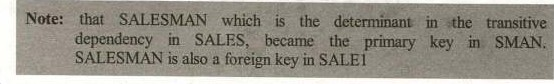 Note: that SALESMAN which is the determinant in the transitive
dependency in SALES, became the primary key in SMAN.
SALESMAN is also a foreign key in SALE1